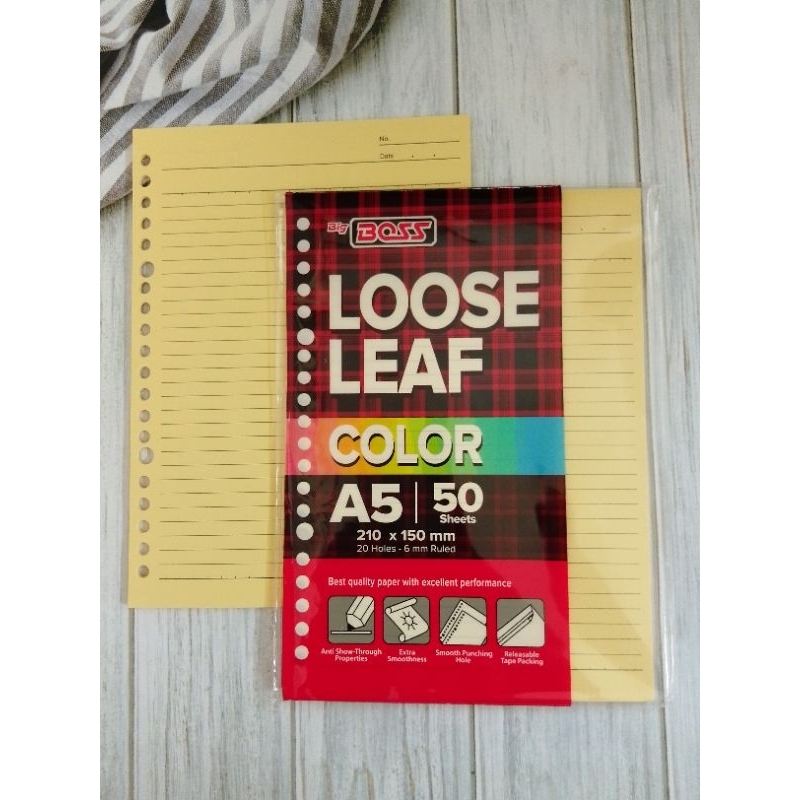 No.
Date . .
Big BOSS
LOOSE
LEAF
COLOR
A5 | 50
Sheets
210 x 150 mm
20 Holes - 6 mm Ruled
Best quality paper with excellent performance
Anti Show-Through
Properties
Extra
Smoothness
Smooth Punching
Hole
Releasable
Tape Packing